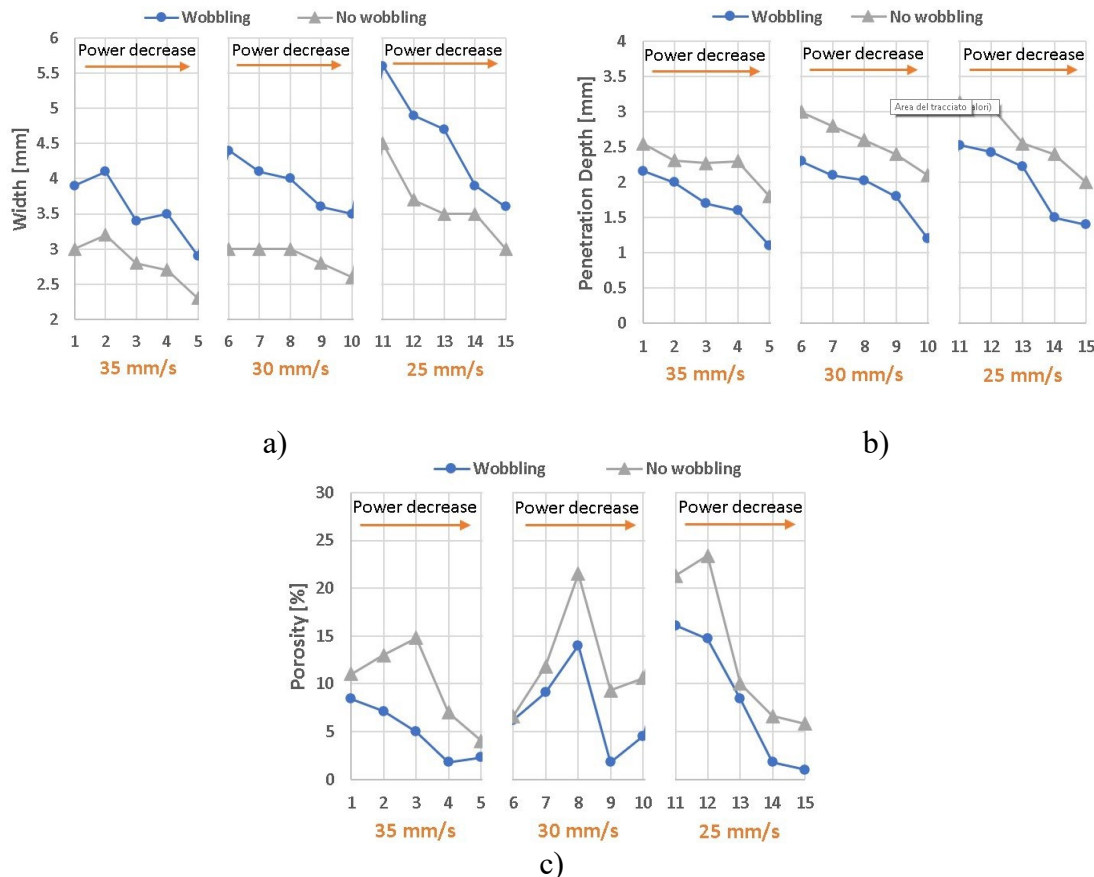 Wobbling No wobbling
Power decrease Power decrease Power decrease
Width [mm]
6
5.5
5
4.5
4
3.5
3
2.5
2
1 2 3 4 5 6 7 8 9 10 11 12 13 14 15
35 mm/s 30 mm/s 25 mm/s
a)
Wobbling No wobbling
Power decrease Power decrease Power decrease
Area del tracciato alori)
Penetration Depth [mm]
4
3.5
3
2.5
2
1.5
1
0.5
0
1 2 3 4 5 6 7 8 9 10 11 12 13 14 15
35 mm/s 30 mm/s 25 mm/s
b)
Wobbling No wobbling
Power decrease Power decrease Power decrease
Porosity [%]
30
25
20
15
10
5
0
1 2 3 4 5 6 7 8 9 10 11 12 13 14 15
35 mm/s 30 mm/s 25 mm/s
c)